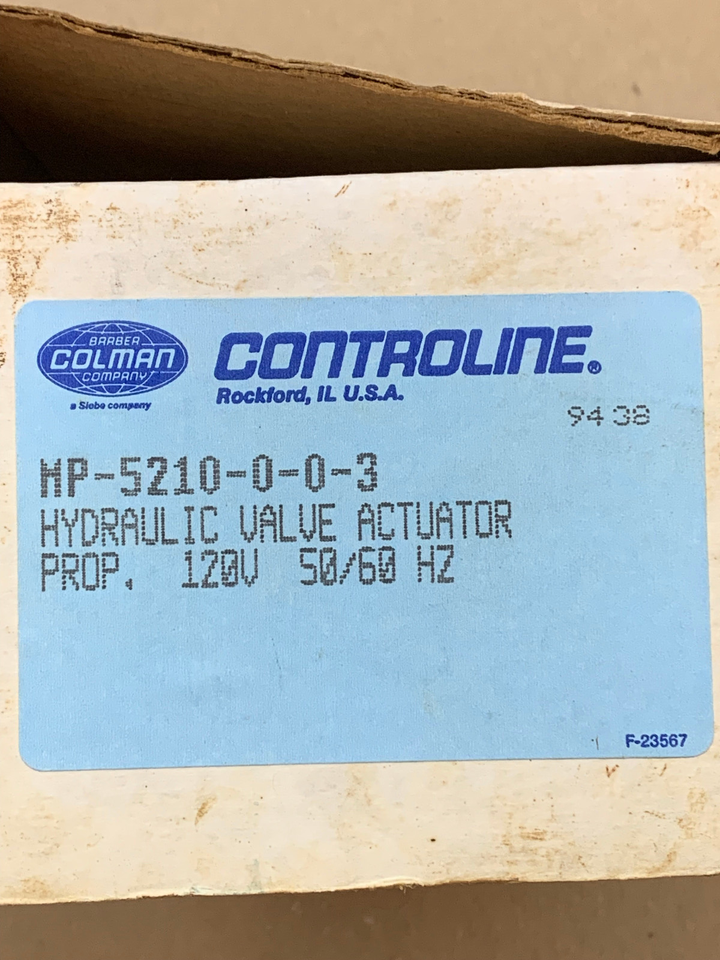 BARBER
COLMAN
COMPANY
a Siebe company
CONTROLINE®
Rockford, IL U.S.A.
9438
MP-5210-0-0-3
HYDRAULIC VALVE ACTUATOR
PROP. 120V 50/60 HZ
F-23567